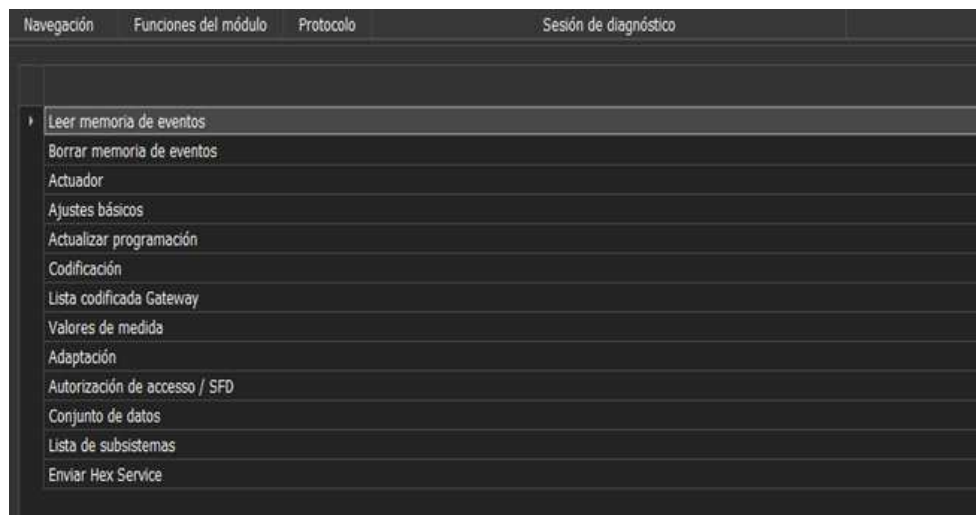 Navegación Funciones del módulo Protocolo Sesión de diagnóstico
Leer memoria de eventos
Borrar memoria de eventos
Actuador
Ajustes básicos
Actualizar programación
Codificación
Lista codificada Gateway
Valores de medida
Adaptación
Autorización de accesso / SFD
Conjunto de datos
Lista de subsistemas
Enviar Hex Service